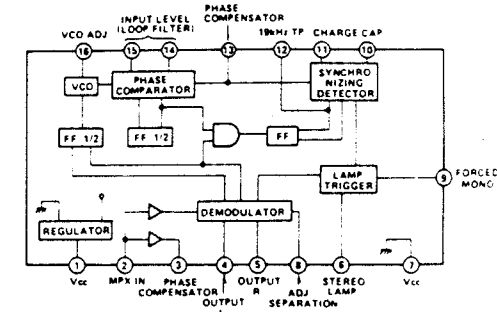 PHASE
COMPENSATOR
INPUT LEVEL
(LOOP FILTER)
VCO ADJ
19kHz TP
CHARGE CAP
16 15 14 13 12 11 10
VCO
PHASE
COMPARATOR
SYNCHRO
NIZING
DETECTOR
FF 1/2
FF 1/2
FF
LAMP
TRIGGER
9
FORCED
MONO
DEMODULATOR
REGULATOR
1 2 3 4 5 8 6 7
Vcc
MPX IN
PHASE
COMPENSATOR
OUTPUT
OUTPUT
R
ADJ
SEPARATION
STEREO
LAMP
Vcc